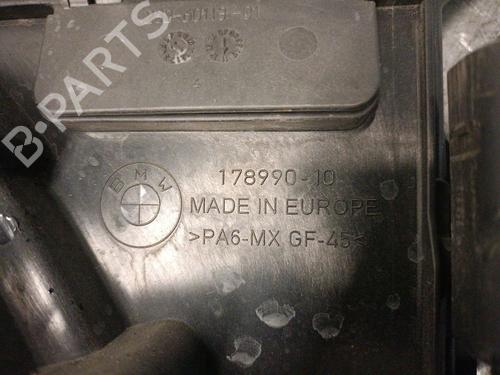 B-PARTS
BMW
178990-10
MADE IN EUROPE
>PA6-MX GF-45<